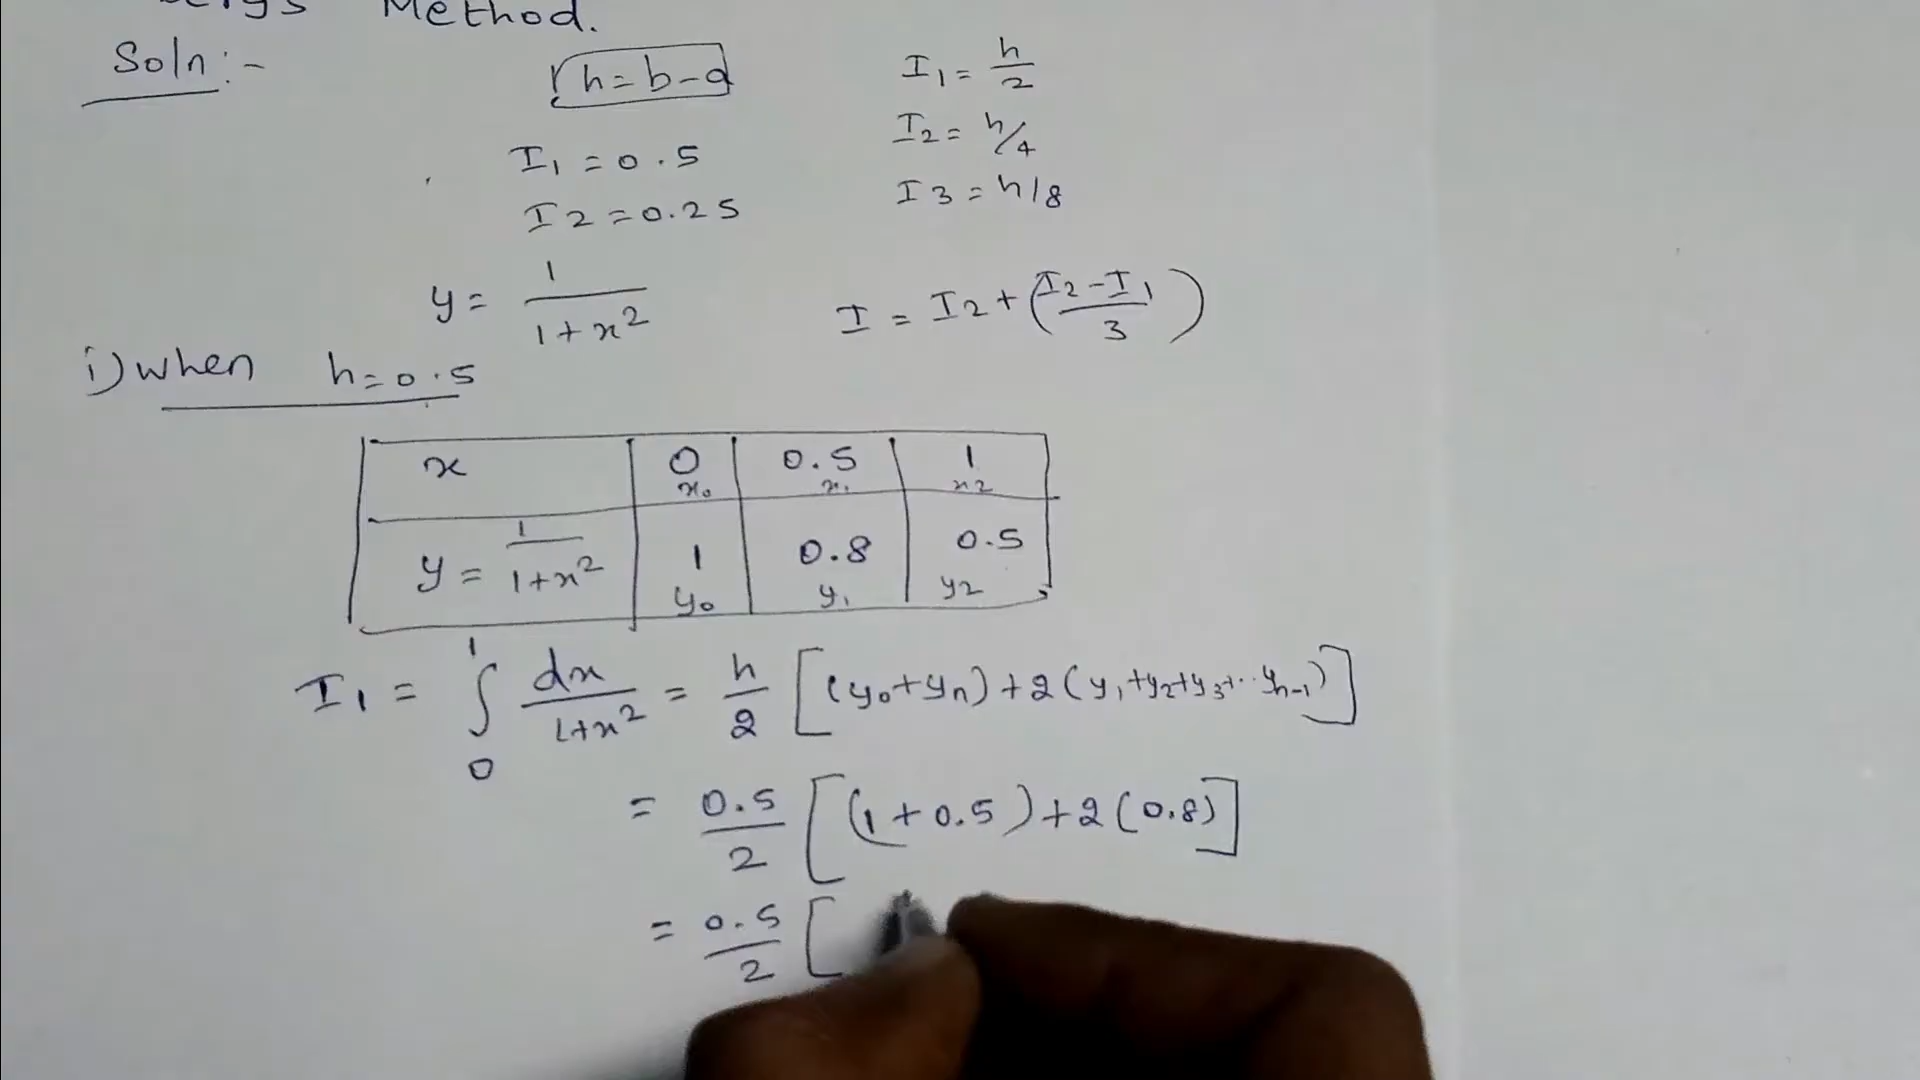 Method.
Soln:-
h=b-a
I1 = h/2
I2 = h/4
I1 = 0.5
I3 = h/8
I2 = 0.25
y = 1/1+x2
I = I2 + (I2-I1/3)
i) when h=0.5
x 0 0.5 1
x0 x1 x2
y = 1/1+x2 1 0.8 0.5
y0 y1 y2
I1 = ∫ 1 0 dx/1+x2 = h/2 [(y0+yn)+2(y1+y2+y3+..yn-1)]
= 0.5/2 [(1+0.5)+2(0.8)]
= 0.5/2 [